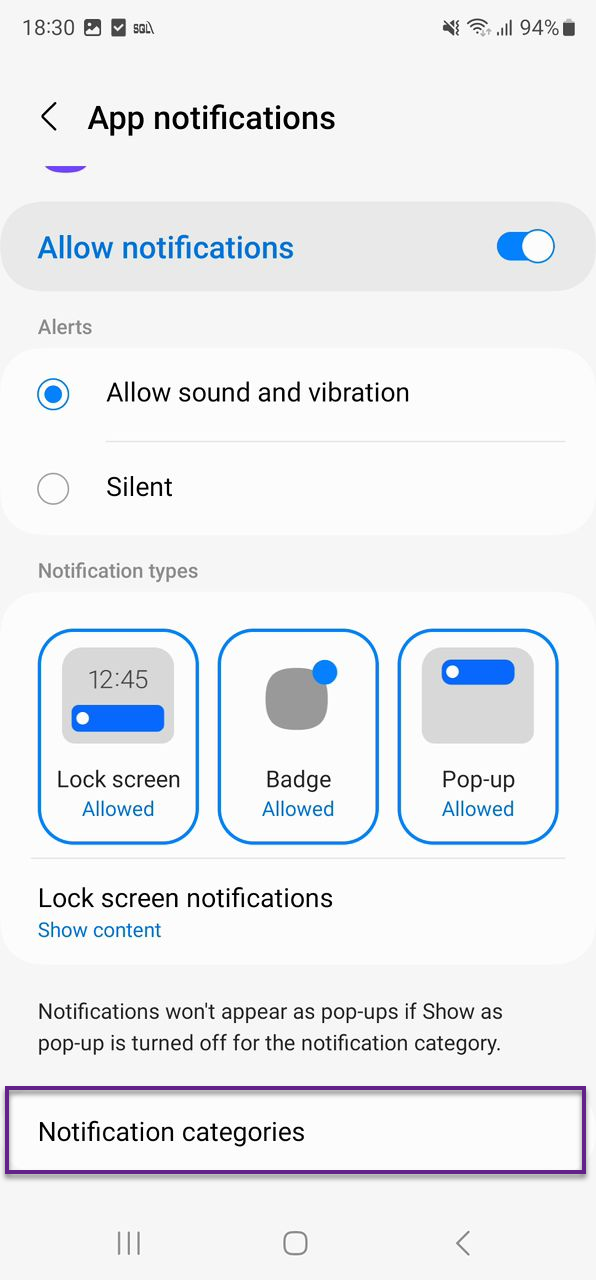 18:30 SQL 94%
App notifications
Allow notifications
Alerts
Allow sound and vibration
Silent
Notification types
12:45
Lock screen Badge Pop-up
Allowed Allowed Allowed
Lock screen notifications
Show content
Notifications won't appear as pop-ups if Show as
pop-up is turned off for the notification category.
Notification categories